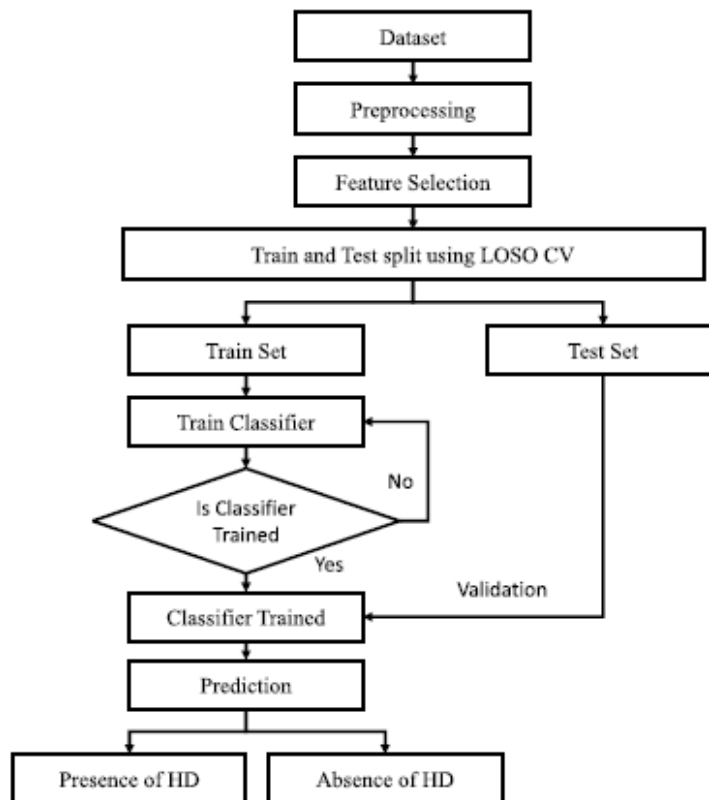 Dataset
Preprocessing
Feature Selection
Train and Test split using LOSO CV
Train Set
Test Set
Train Classifier
No
Is Classifier
Trained
Yes
Validation
Classifier Trained
Prediction
Presence of HD
Absence of HD